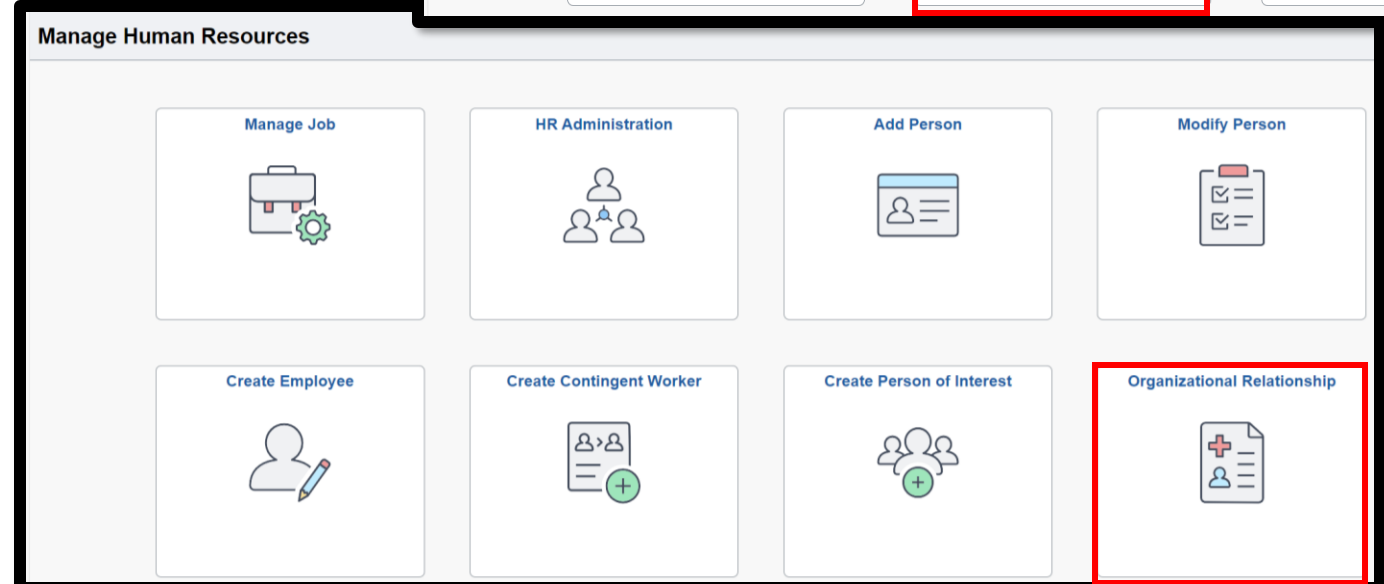 Manage Human Resources
Manage Job
HR Administration
Add Person
Modify Person
Create Employee
Create Contingent Worker
Create Person of Interest
Organizational Relationship